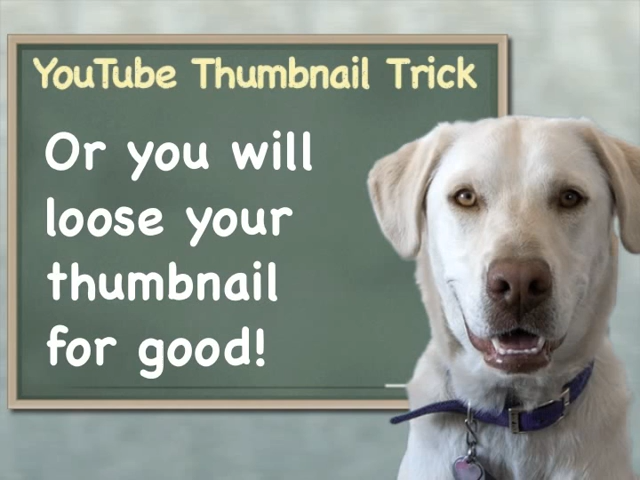 YouTube Thumbnail Trick
Or you will
loose your
thumbnail
for good!